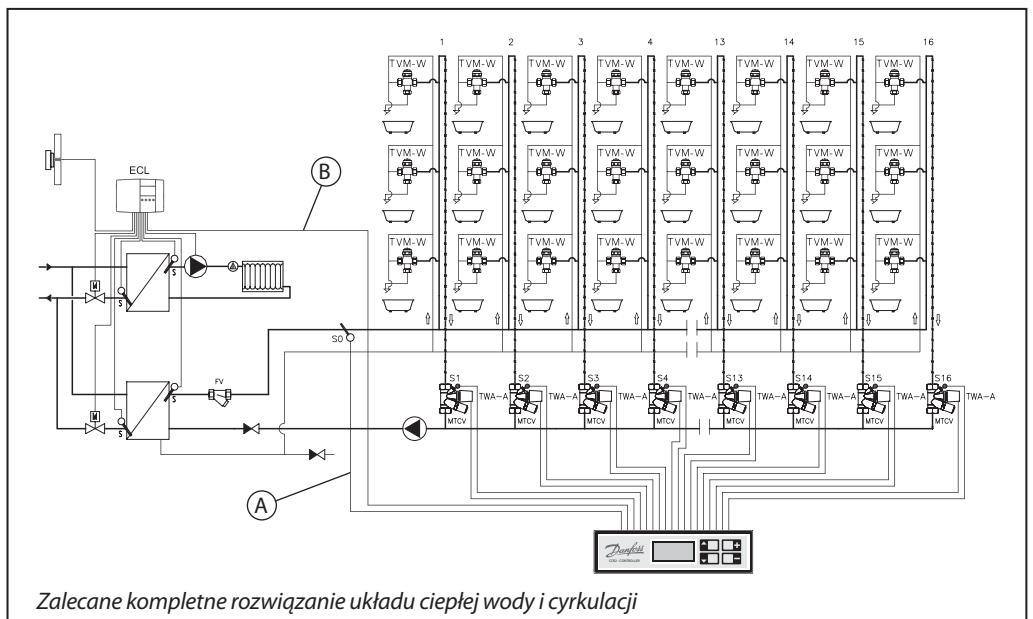 1 2 3 4 13 14 15 16
TVM-W TVM-W TVM-W TVM-W TVM-W TVM-W TVM-W TVM-W
ECL
B
TVM-W TVM-W TVM-W TVM-W TVM-W TVM-W TVM-W TVM-W
M S
S
TVM-W TVM-W TVM-W TVM-W TVM-W TVM-W TVM-W TVM-W
S0
FV
S
M S
S1 S2 S3 S4 S13 S14 S15 S16
TWA-A TWA-A TWA-A TWA-A TWA-A TWA-A TWA-A TWA-A
MTCV MTCV MTCV MTCV MTCV MTCV MTCV MTCV
A
Danfoss
CCR2 CONTROLLER
Zalecane kompletne rozwiązanie układu ciepłej wody i cyrkulacji